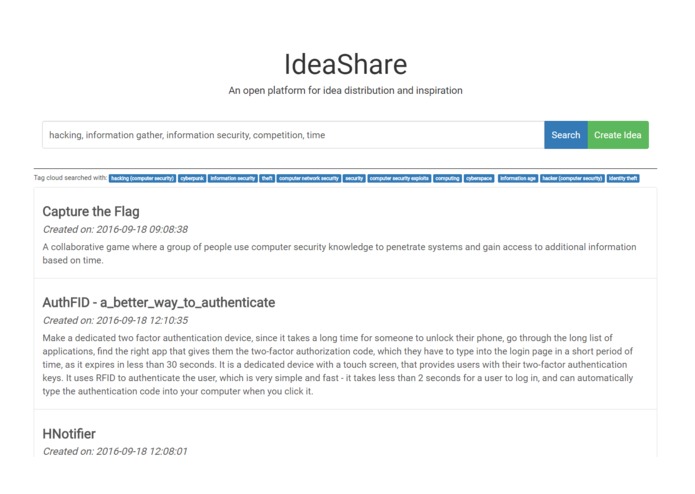 IdeaShare
An open platform for idea distribution and inspiration
hacking, information gather, information security, competition, time
Search
Create Idea
Tag cloud searched with: hacking (computer security) cyberpunk information security theft computer network security security computer security exploits computing cyberspace information age hacker (computer security) identity theft
Capture the Flag
Created on: 2016-09-18 09:08:38
A collaborative game where a group of people use computer security knowledge to penetrate systems and gain access to additional information
based on time.
AuthFID - a_better_way_to_authenticate
Created on: 2016-09-18 12:10:35
Make a dedicated two factor authentication device, since it takes a long time for someone to unlock their phone, go through the long list of
applications, find the right app that gives them the two-factor authorization code, which they have to type into the login page in a short period of
time, as it expires in less than 30 seconds. It is a dedicated device with a touch screen, that provides users with their two-factor authentication
keys. It uses RFID to authenticate the user, which is very simple and fast - it takes less than 2 seconds for a user to log in, and can automatically
type the authentication code into your computer when you click it.
HNotifier
Created on: 2016-09-18 12:08:01